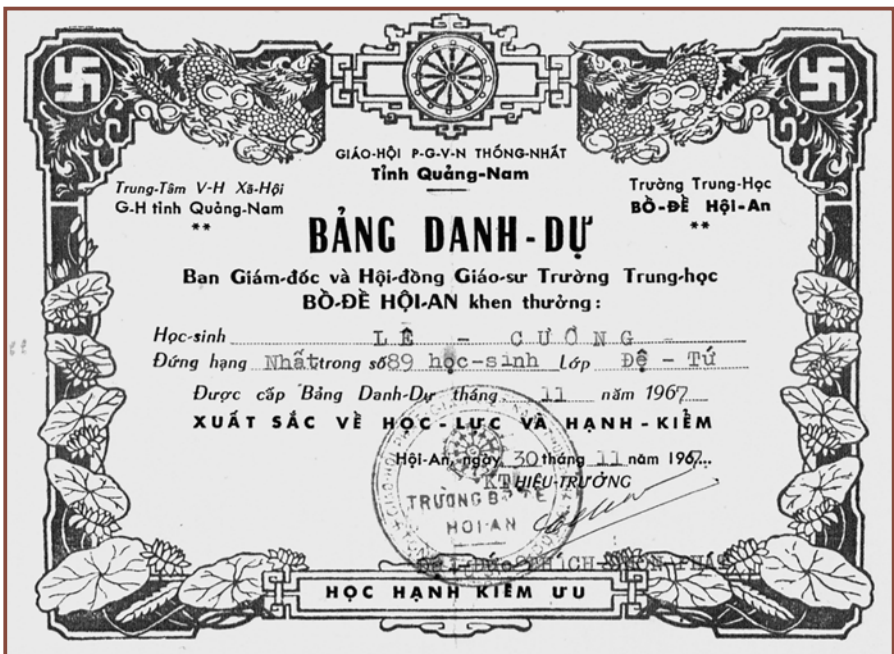 GIÁO-HỘI P-G-V-N THỐNG-NHẤT
Tỉnh Quảng-Nam
Trung-Tâm V-H Xã-Hội
G-H tỉnh Quảng-Nam
**
Trường Trung-Học
BỒ-ĐỀ Hội-An
**
BẢNG DANH-DỰ
Ban Giám-đốc và Hội-đồng Giáo-sư Trường Trung-học
BỒ-ĐỀ HỘI-AN khen thưởng:
Học-sinh LÊ - CƯỜNG -
Đứng hạng Nhất trong số 89 học-sinh Lớp Đệ - Tứ
Được cấp Bảng Danh-Dự tháng 11 năm 1967
XUẤT SẮC VỀ HỌC-LỰC VÀ HẠNH-KIỂM
Hội-An, ngày 30 tháng 11 năm 1967
KT HIỆU-TRƯỞNG
TRƯỜNG BỒ ĐỀ
HOI-AN
THÍCH
HỌC HẠNH KIÊM ƯU